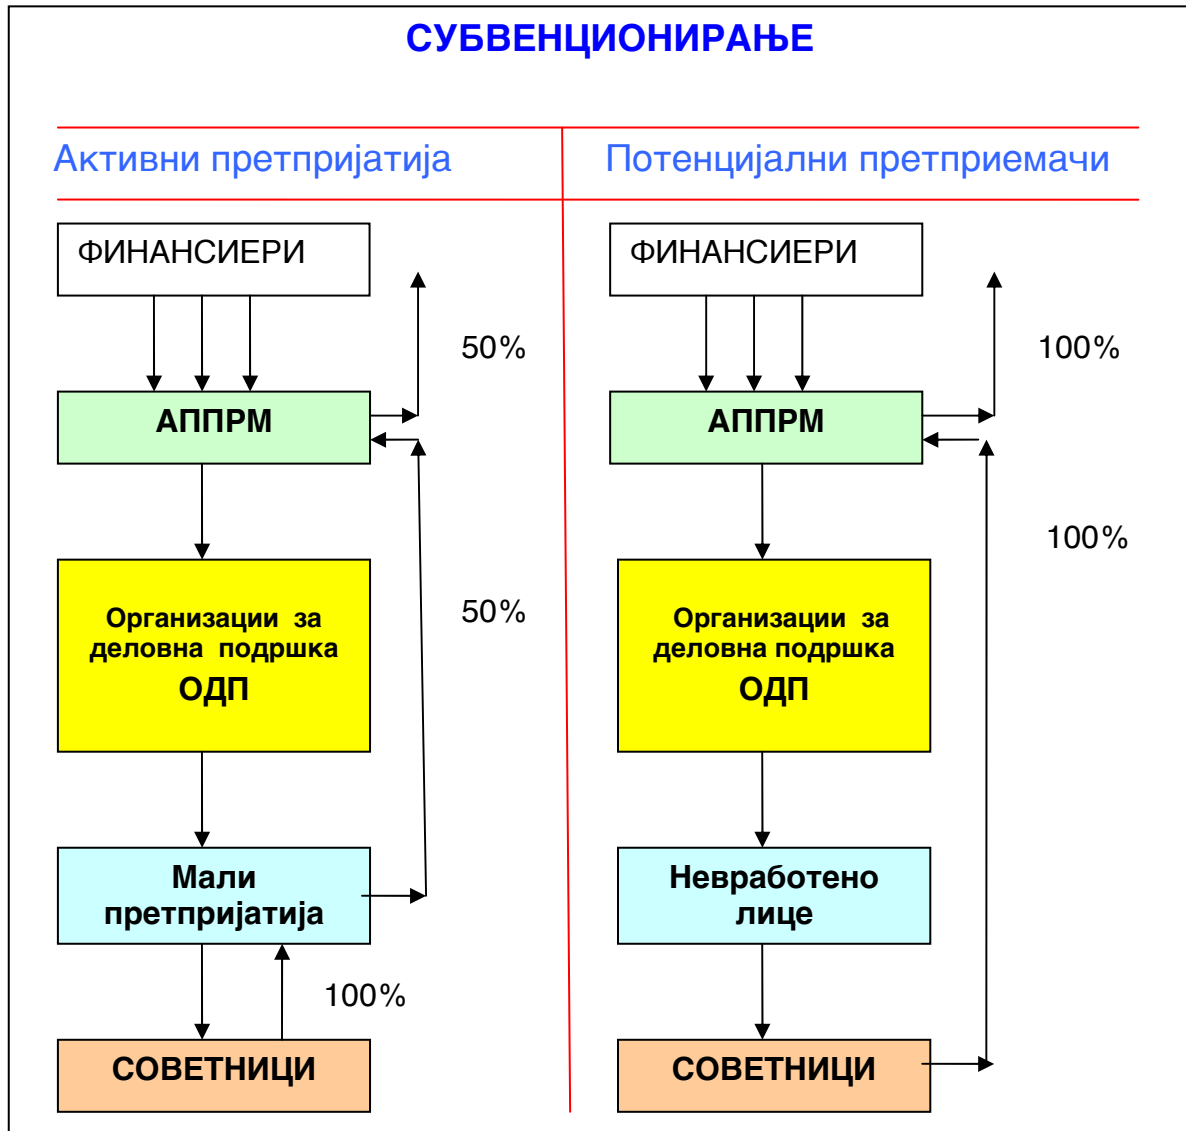 СУБВЕНЦИОНИРАЊЕ
Активни претпријатија
ФИНАНСИЕРИ
50%
АППРМ
Организации за
деловна подршка
ОДП
50%
Мали
претпријатија
100%
СОВЕТНИЦИ
Потенцијални претприемачи
ФИНАНСИЕРИ
100%
АППРМ
100%
Организации за
деловна подршка
ОДП
Невработено
лице
СОВЕТНИЦИ